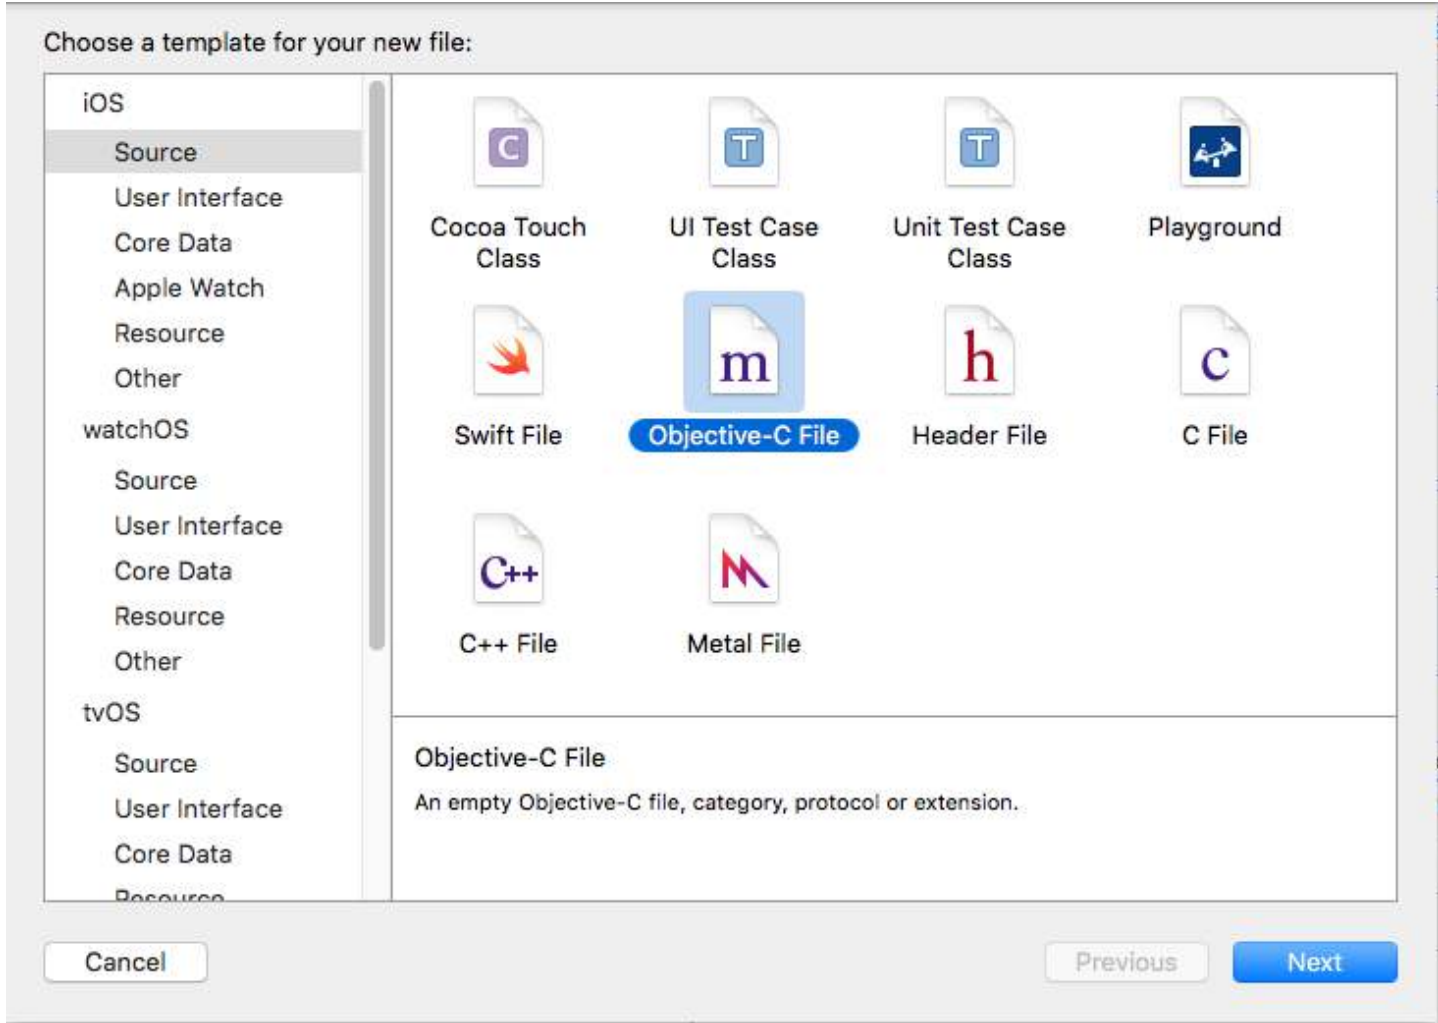 Choose a template for your new file:
iOS
Source
User Interface
Core Data
Apple Watch
Resource
Other
watchOS
Source
User Interface
Core Data
Resource
Other
tvOS
Source
User Interface
Core Data
Resource
C
T
T
Cocoa Touch
Class
UI Test Case
Class
Unit Test Case
Class
Playground
m
h
c
Swift File
Objective-C File
Header File
C File
C++
C++ File
Metal File
Objective-C File
An empty Objective-C file, category, protocol or extension.
Cancel
Previous
Next